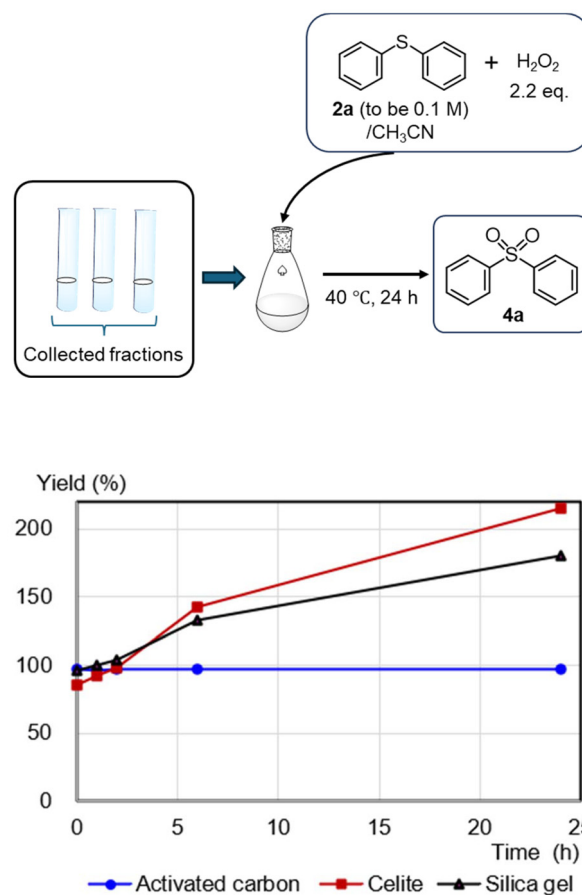 S
+ H₂O₂
2.2 eq.
2a (to be 0.1 M)
/CH₃CN
Collected fractions
40 ℃, 24 h
O O
S
4a
Yield (%)
200
150
100
50
0
0 5 10 15 20 25
Time (h)
Activated carbon Celite Silica gel